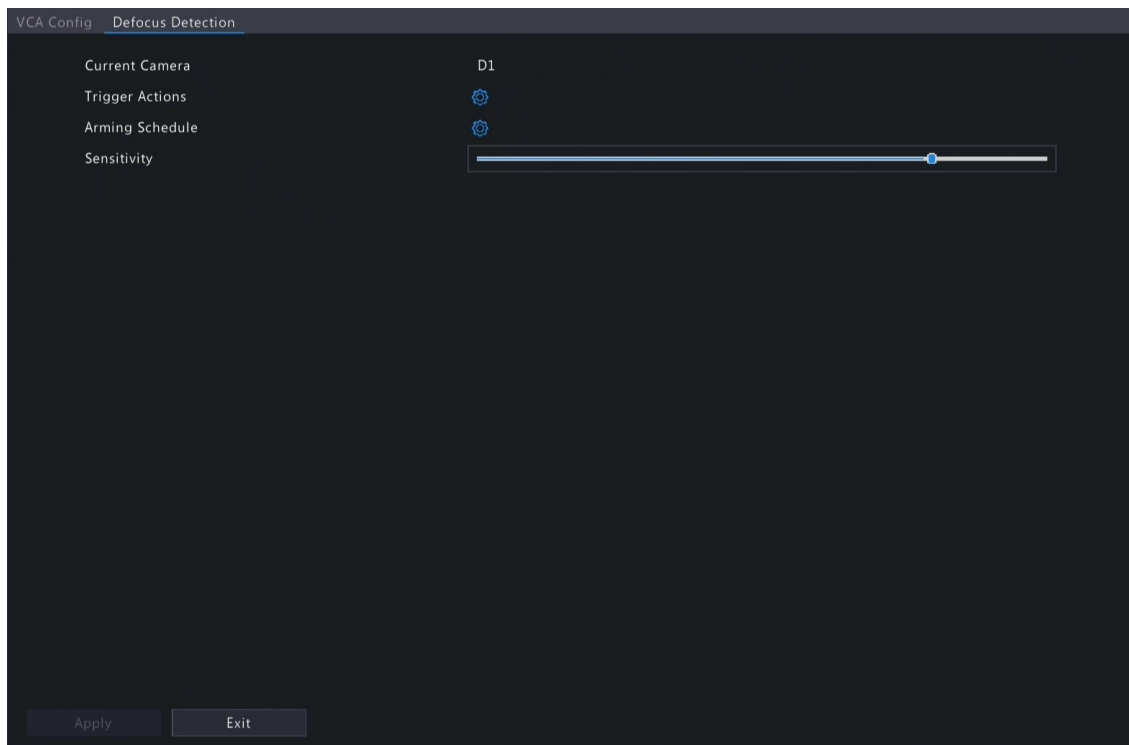 VCA Config Defocus Detection
Current Camera D1
Trigger Actions
Arming Schedule
Sensitivity
Apply Exit